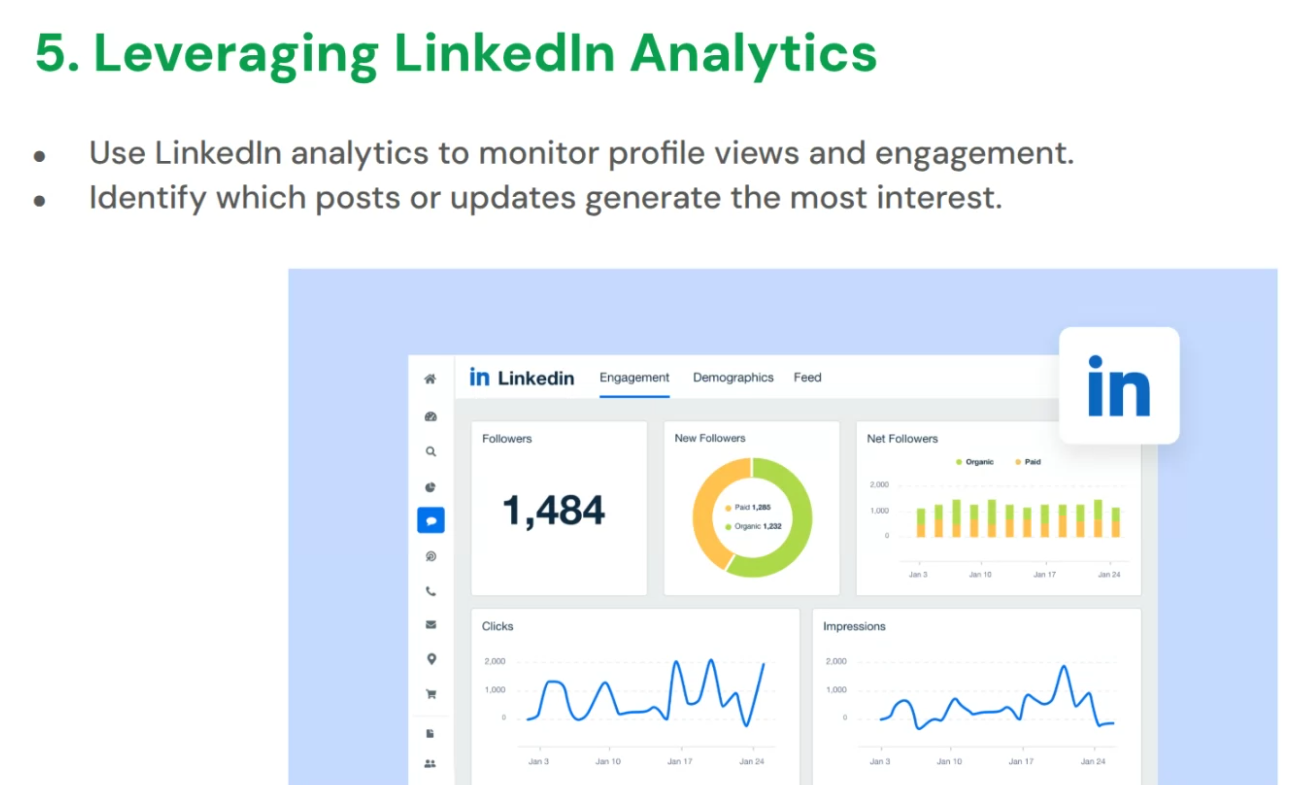 5. Leveraging LinkedIn Analytics
● Use LinkedIn analytics to monitor profile views and engagement.
● Identify which posts or updates generate the most interest.
in Linkedin Engagement Demographics Feed
in
Followers
1,484
New Followers
Paid 1,285
Organic 1,232
Net Followers
Organic Paid
2,000
1,000
0
Jan 3 Jan 10 Jan 17 Jan 24
Clicks
2,000
1,000
0
Jan 3 Jan 10 Jan 17 Jan 24
Impressions
2,000
1,000
0
Jan 3 Jan 10 Jan 17 Jan 24